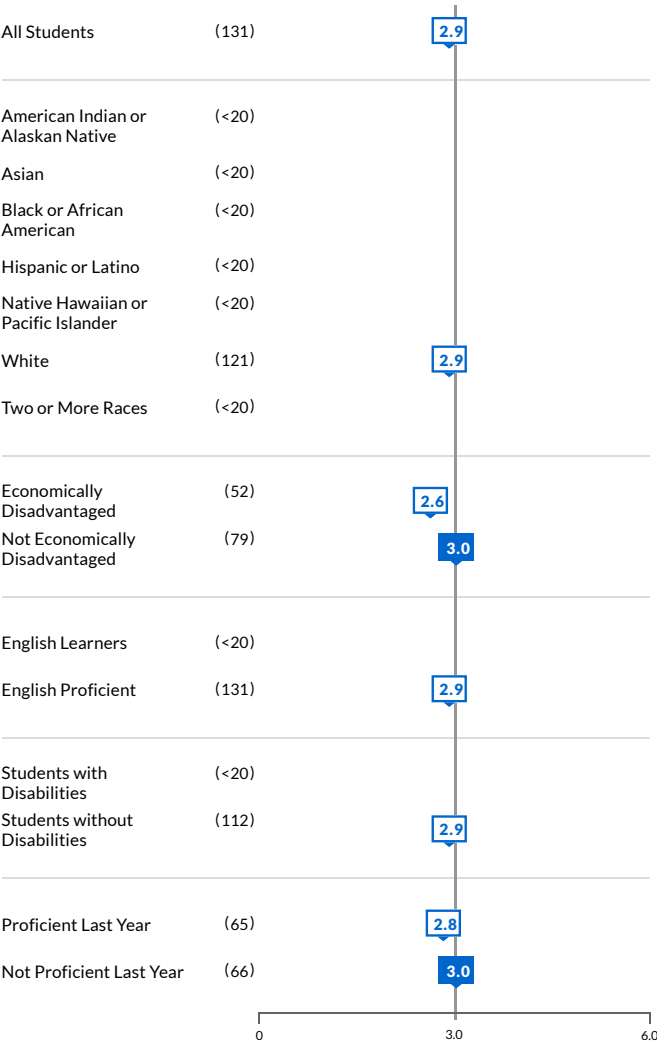 All Students (131) 2.9
American Indian or (<20)
Alaskan Native
Asian (<20)
Black or African (<20)
American
Hispanic or Latino (<20)
Native Hawaiian or (<20)
Pacific Islander
White (121) 2.9
Two or More Races (<20)
Economically (52) 2.6
Disadvantaged
Not Economically (79) 3.0
Disadvantaged
English Learners (<20)
English Proficient (131) 2.9
Students with (<20)
Disabilities
Students without (112) 2.9
Disabilities
Proficient Last Year (65) 2.8
Not Proficient Last Year (66) 3.0
0 3.0 6.0